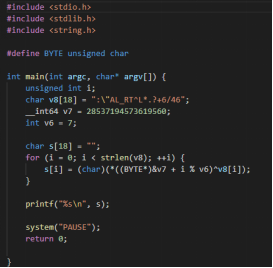 #include <stdio.h>
#include <stdlib.h>
#include <string.h>
#define BYTE unsigned char
int main(int argc, char* argv[]) {
unsigned int i;
char v8[18] = ":\"AL_RT^L*.?+6/46";
__int64 v7 = 28537194573619560;
int v6 = 7;
char s[18] = "";
for (i = 0; i < strlen(v8); ++i) {
s[i] = (char)(*((BYTE*)&v7 + i % v6)^v8[i]);
}
printf("%s\n", s);
system("PAUSE");
return 0;
}